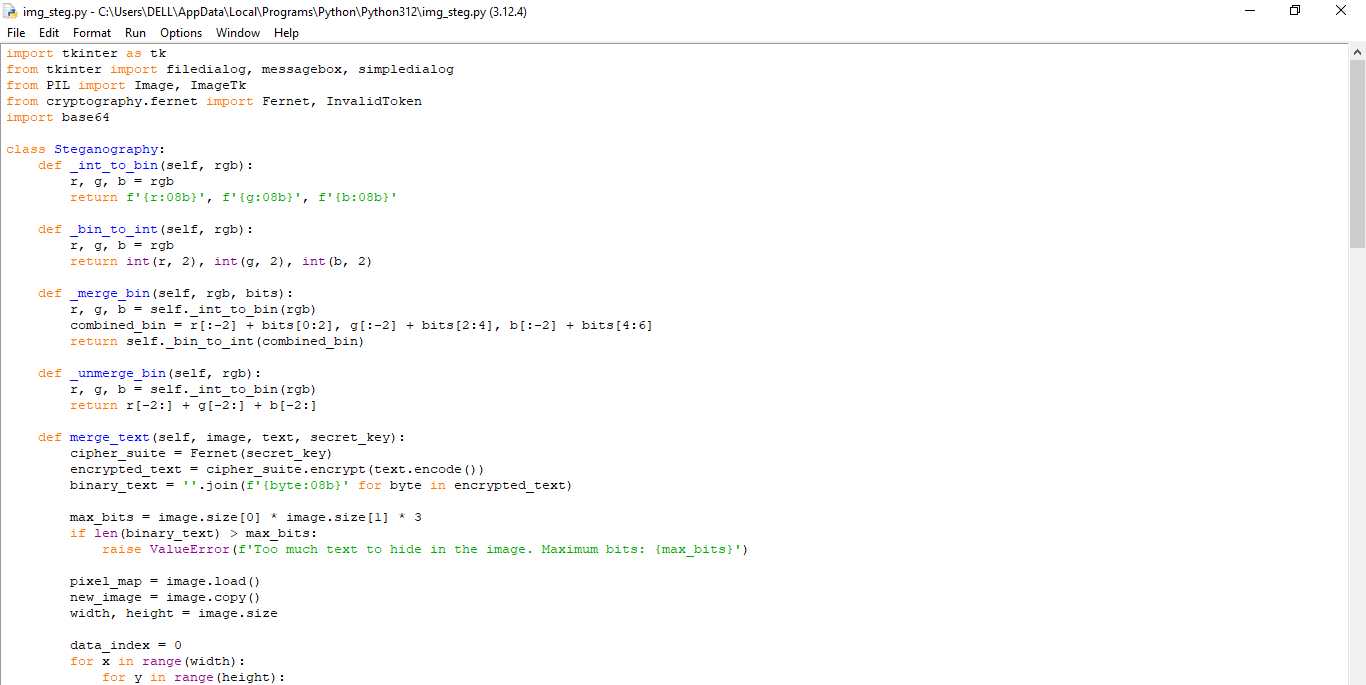 img_steg.py - C:\Users\DELL\AppData\Local\Programs\Python\Python312\img_steg.py (3.12.4)
File Edit Format Run Options Window Help
import tkinter as tk
from tkinter import filedialog, messagebox, simpledialog
from PIL import Image, ImageTk
from cryptography.fernet import Fernet, InvalidToken
import base64

class Steganography:
    def _int_to_bin(self, rgb):
        r, g, b = rgb
        return f'{r:08b}', f'{g:08b}', f'{b:08b}'

    def _bin_to_int(self, rgb):
        r, g, b = rgb
        return int(r, 2), int(g, 2), int(b, 2)

    def _merge_bin(self, rgb, bits):
        r, g, b = self._int_to_bin(rgb)
        combined_bin = r[:-2] + bits[0:2], g[:-2] + bits[2:4], b[:-2] + bits[4:6]
        return self._bin_to_int(combined_bin)

    def _unmerge_bin(self, rgb):
        r, g, b = self._int_to_bin(rgb)
        return r[-2:] + g[-2:] + b[-2:]

    def merge_text(self, image, text, secret_key):
        cipher_suite = Fernet(secret_key)
        encrypted_text = cipher_suite.encrypt(text.encode())
        binary_text = ''.join(f'{byte:08b}' for byte in encrypted_text)

        max_bits = image.size[0] * image.size[1] * 3
        if len(binary_text) > max_bits:
            raise ValueError(f'Too much text to hide in the image. Maximum bits: {max_bits}')

        pixel_map = image.load()
        new_image = image.copy()
        width, height = image.size

        data_index = 0
        for x in range(width):
            for y in range(height):